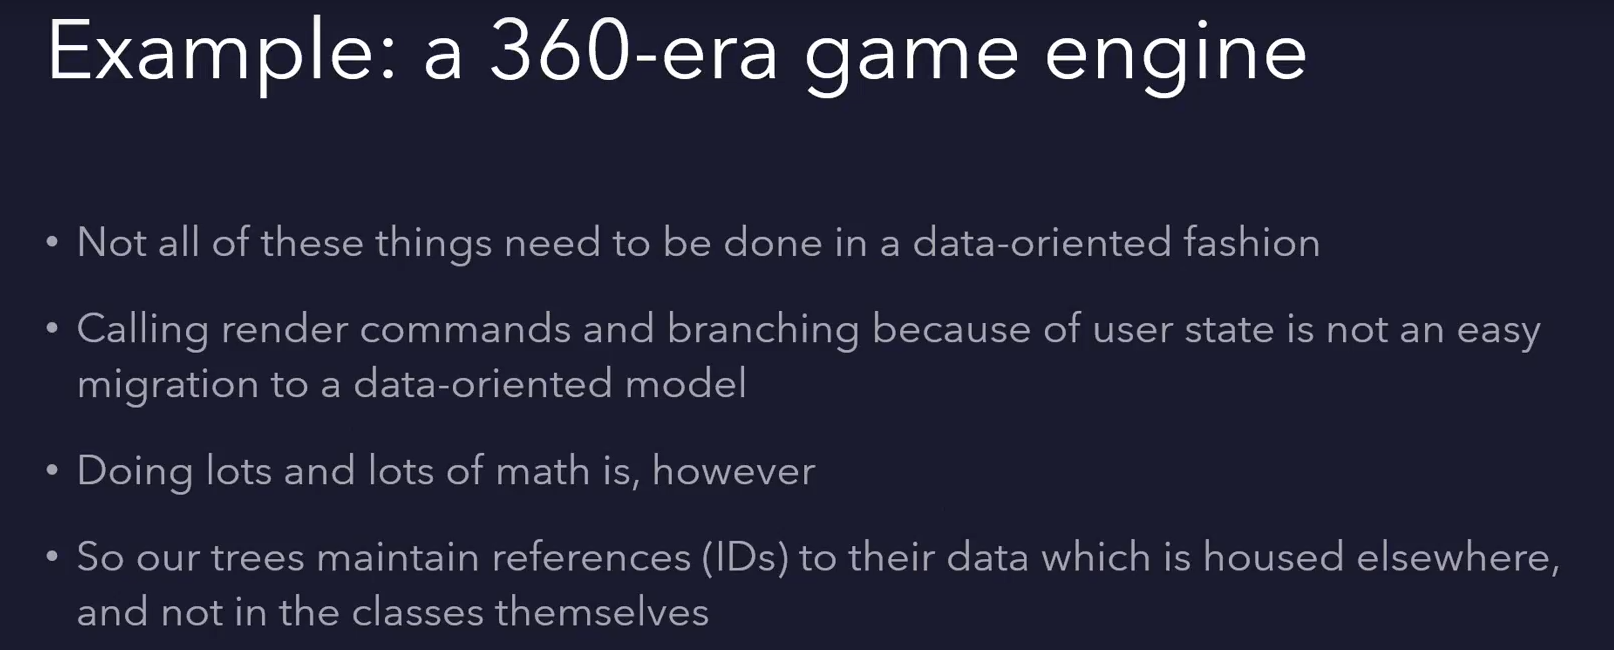 Example: a 360-era game engine
• Not all of these things need to be done in a data-oriented fashion
• Calling render commands and branching because of user state is not an easy
migration to a data-oriented model
• Doing lots and lots of math is, however
• So our trees maintain references (IDs) to their data which is housed elsewhere,
and not in the classes themselves